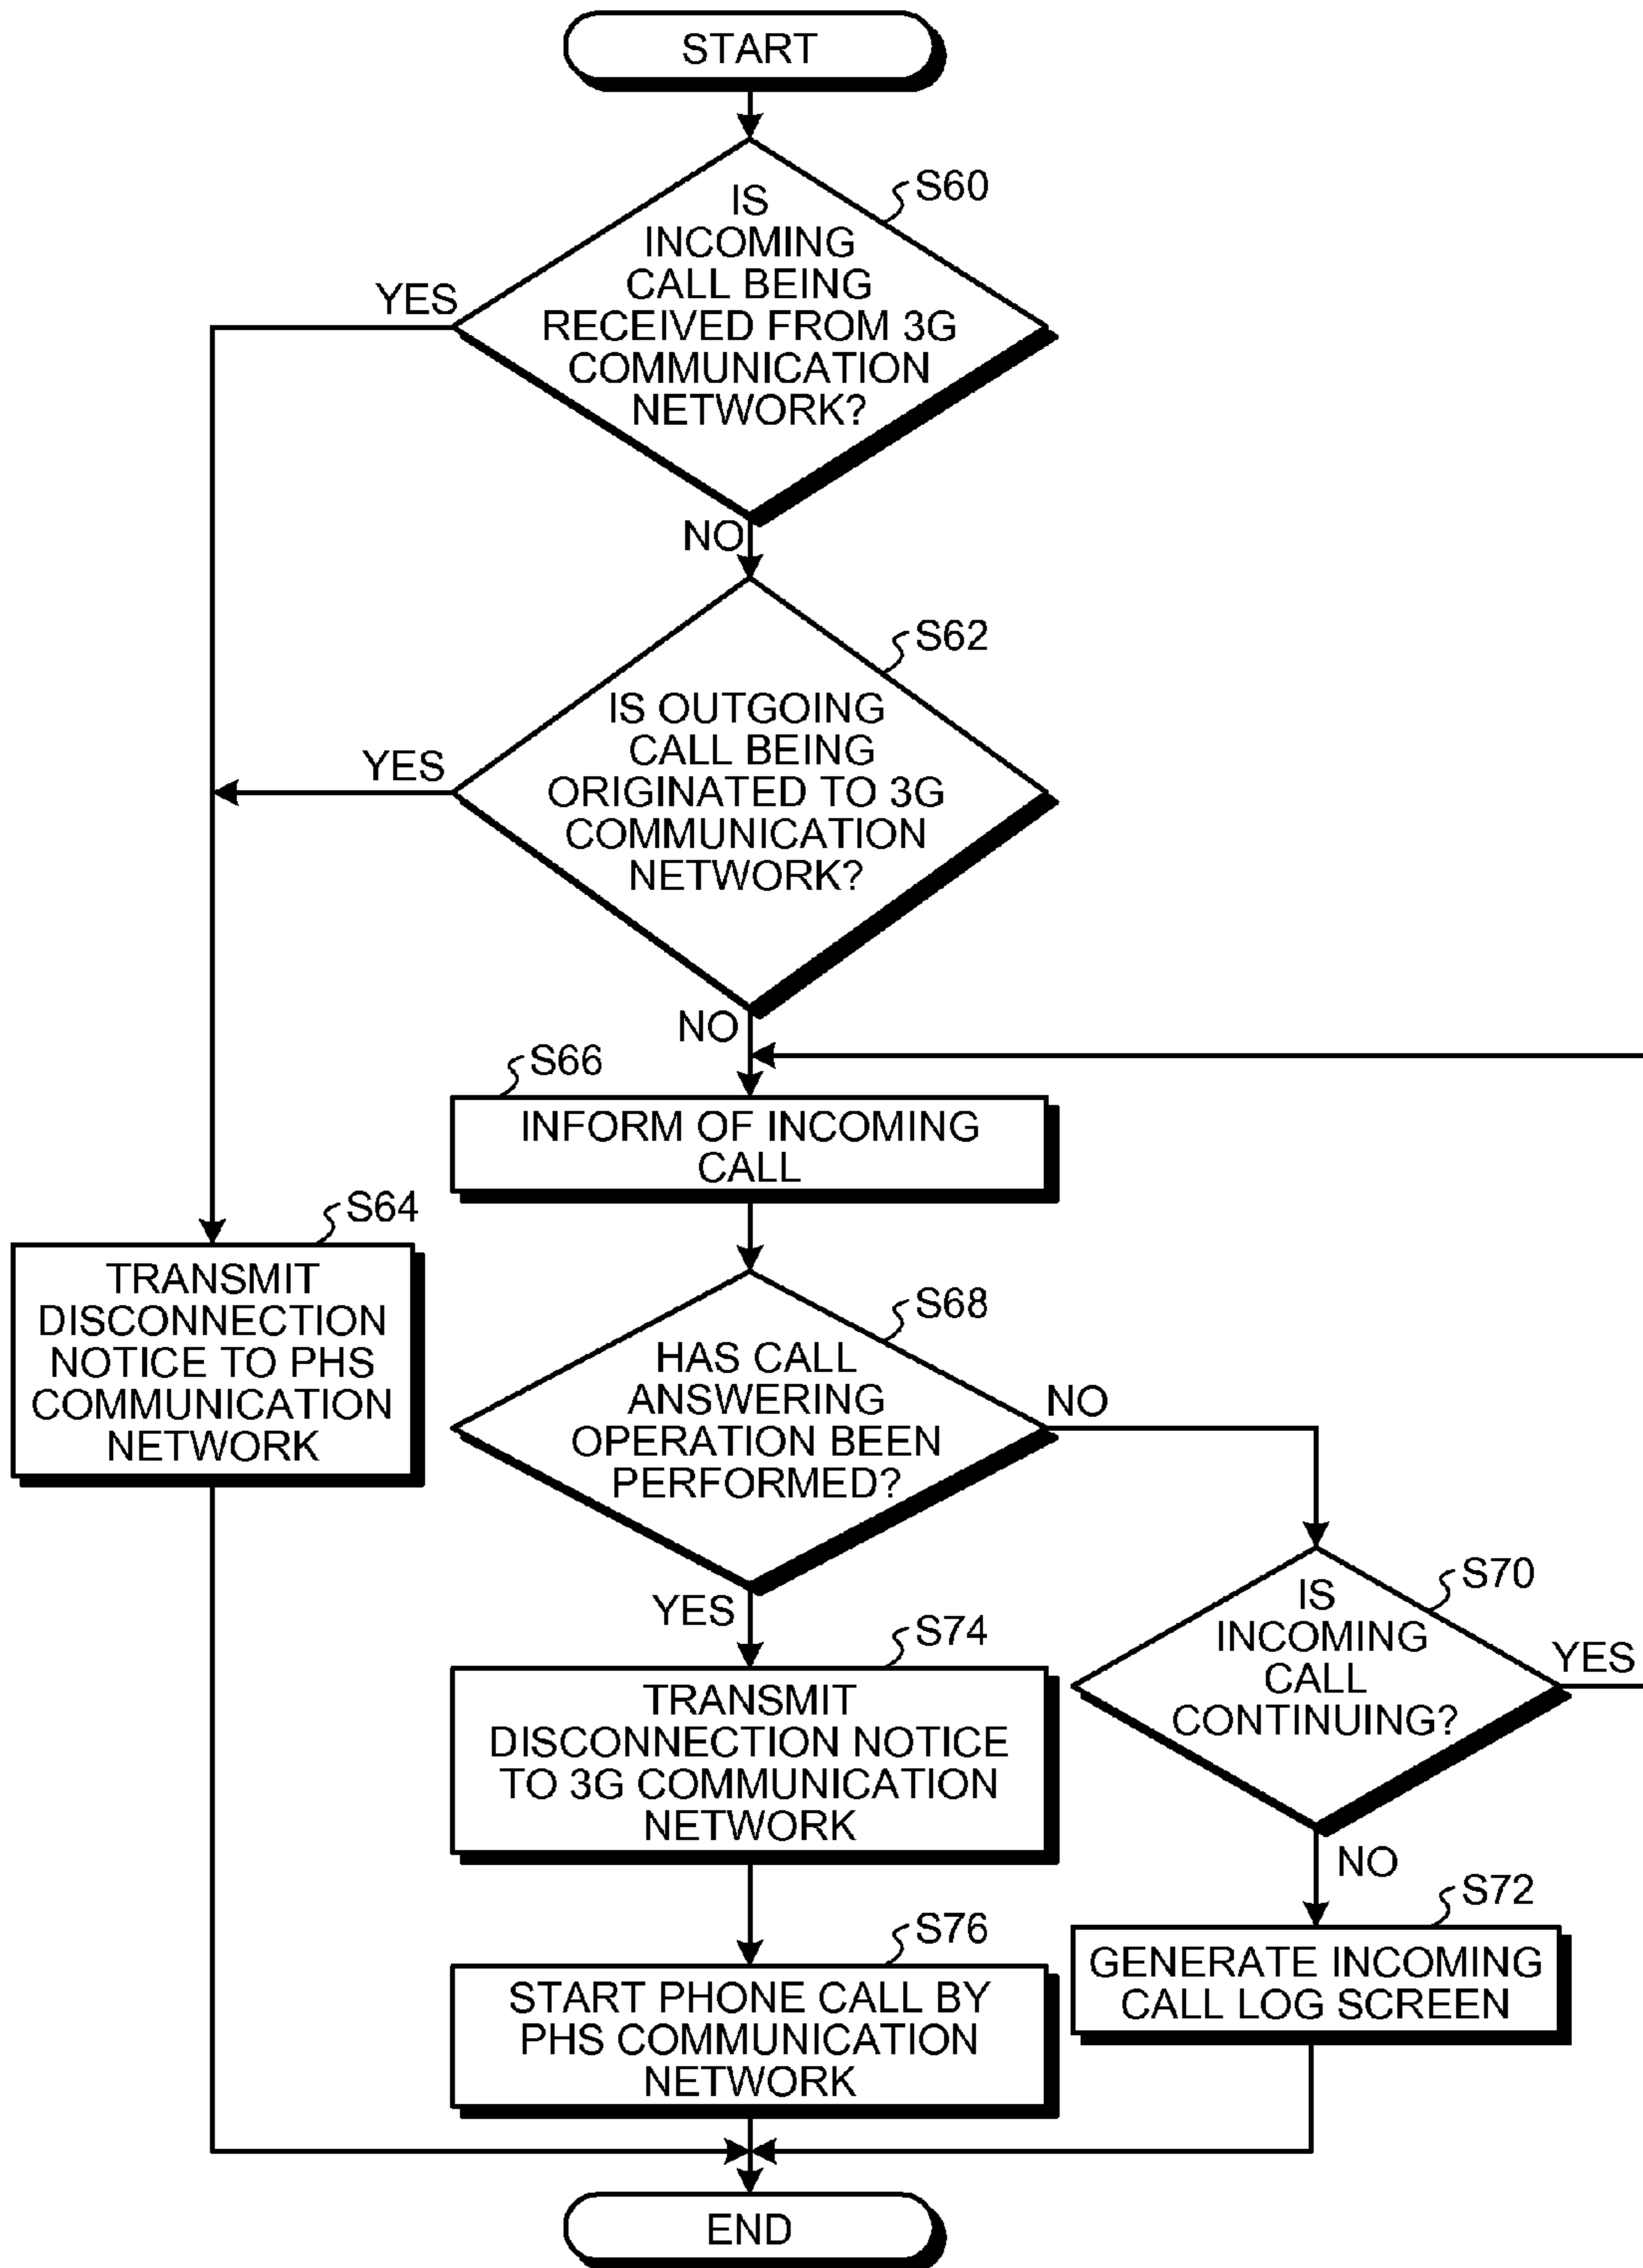 START
S60
IS
INCOMING
CALL BEING
RECEIVED FROM 3G
COMMUNICATION
NETWORK?
YES
NO
S62
IS OUTGOING
CALL BEING
ORIGINATED TO 3G
COMMUNICATION
NETWORK?
YES
NO
S66
INFORM OF INCOMING
CALL
S64
TRANSMIT
DISCONNECTION
NOTICE TO PHS
COMMUNICATION
NETWORK
S68
HAS CALL
ANSWERING
OPERATION BEEN
PERFORMED?
NO
YES
S70
IS
INCOMING
CALL
CONTINUING?
YES
NO
S74
TRANSMIT
DISCONNECTION NOTICE
TO 3G COMMUNICATION
NETWORK
S72
GENERATE INCOMING
CALL LOG SCREEN
S76
START PHONE CALL BY
PHS COMMUNICATION
NETWORK
END